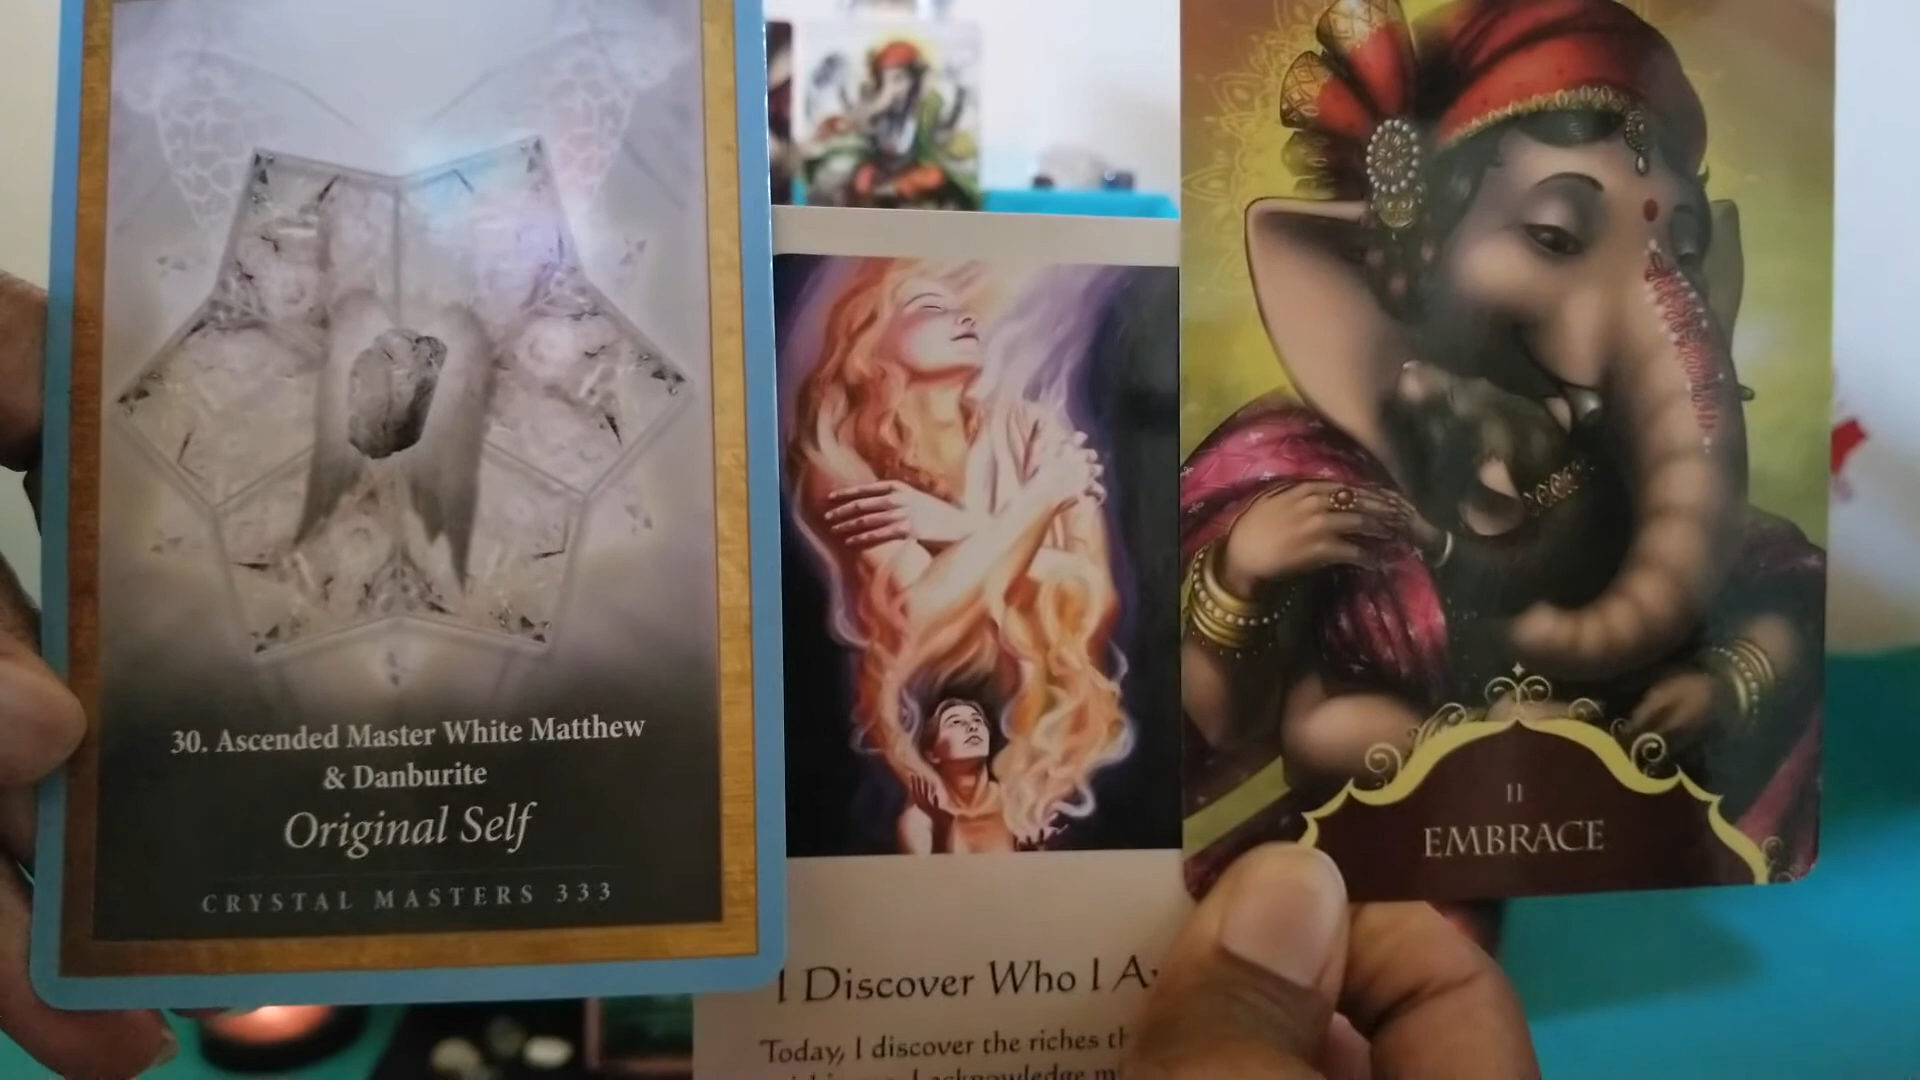 30. Ascended Master White Matthew
& Danburite
Original Self
CRYSTAL MASTERS 333
I Discover Who I
Today, I discover the riches
I acknowledge
II
EMBRACE